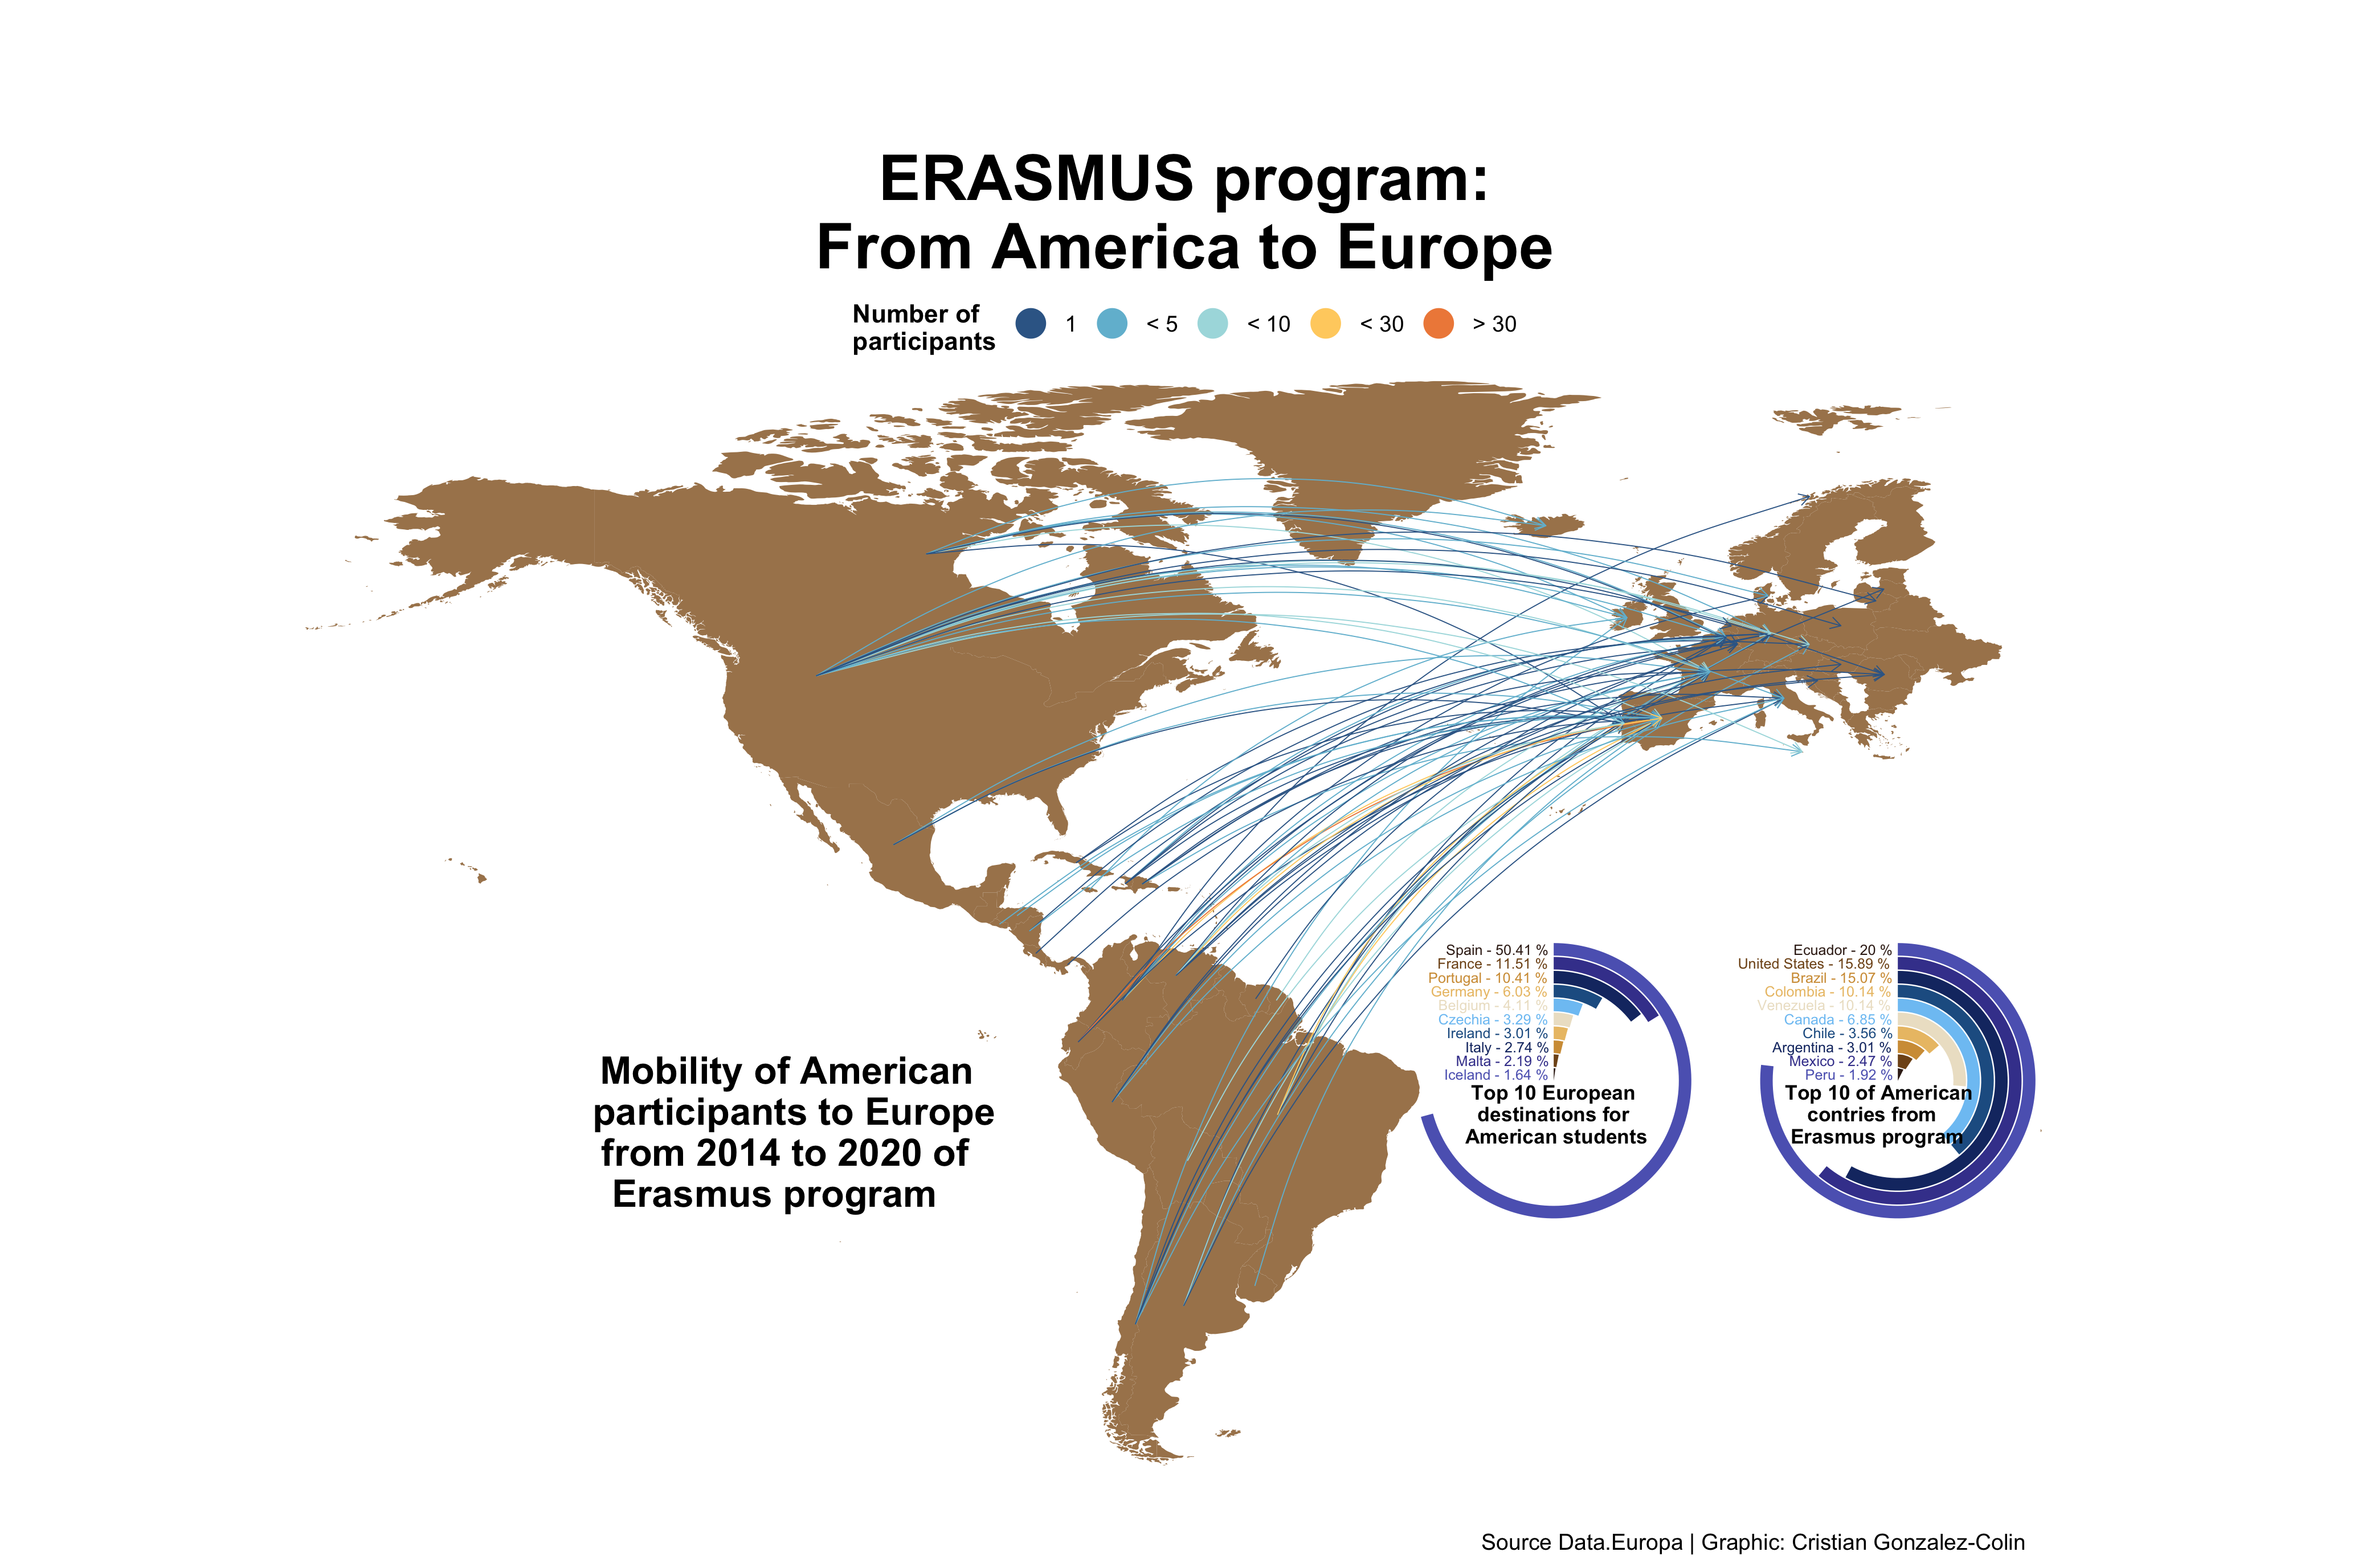 ERASMUS program:
From America to Europe
Number of
participants
1
< 5
< 10
< 30
> 30
Mobility of American
participants to Europe
from 2014 to 2020 of
Erasmus program
Spain - 50.41 %
France - 11.51 %
Portugal - 10.41 %
Germany - 6.03 %
Belgium - 4.11 %
Czechia - 3.29 %
Ireland - 3.01 %
Italy - 2.74 %
Malta - 2.19 %
Iceland - 1.64 %
Top 10 European
destinations for
American students
Ecuador - 20 %
United States - 15.89 %
Brazil - 15.07 %
Colombia - 10.14 %
Venezuela - 10.14 %
Canada - 6.85 %
Chile - 3.56 %
Argentina - 3.01 %
Mexico - 2.47 %
Peru - 1.92 %
Top 10 of American
contries from
Erasmus program
Source Data.Europa | Graphic: Cristian Gonzalez-Colin